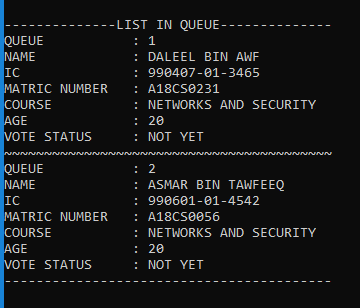 --------------LIST IN QUEUE--------------
QUEUE : 1
NAME : DALEEL BIN AWF
IC : 990407-01-3465
MATRIC NUMBER : A18CS0231
COURSE : NETWORKS AND SECURITY
AGE : 20
VOTE STATUS : NOT YET
~~~~~~~~~~~~~~~~~~~~~~~~~~~~~~~~~~~~~~~~~
QUEUE : 2
NAME : ASMAR BIN TAWFEEQ
IC : 990601-01-4542
MATRIC NUMBER : A18CS0056
COURSE : NETWORKS AND SECURITY
AGE : 20
VOTE STATUS : NOT YET
-----------------------------------------